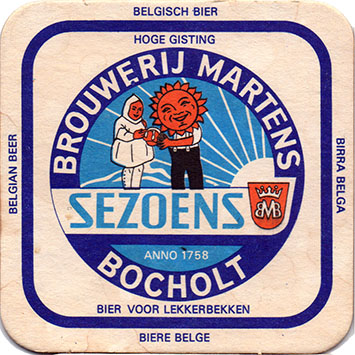 BELGISCH BIER
HOGE GISTING
BROUWERIJ MARTENS
BELGIAN BEER
BIRRA BELGA
SEZOENS
BMB
ANNO 1758
BOCHOLT
BIER VOOR LEKKERBEKKEN
BIERE BELGE